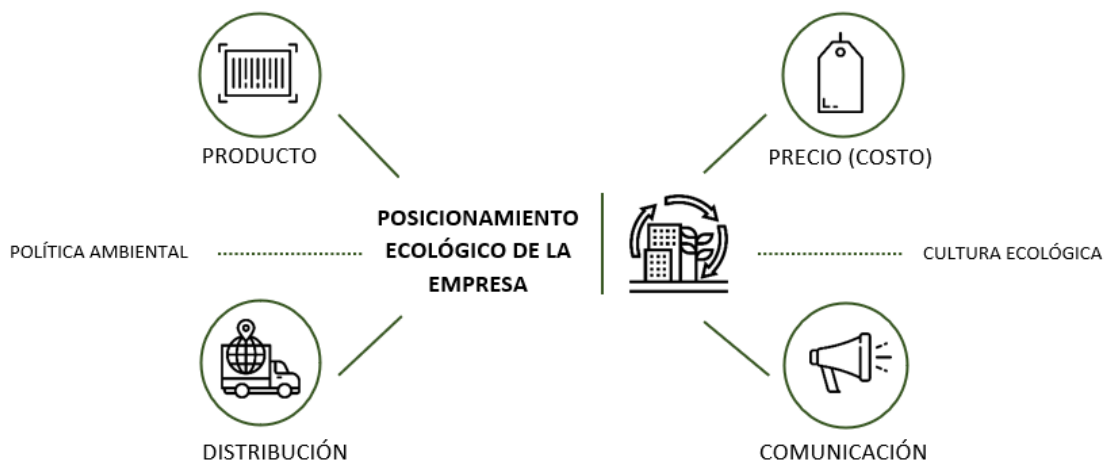 PRODUCTO
PRECIO (COSTO)
POLÍTICA AMBIENTAL
POSICIONAMIENTO
ECOLÓGICO DE LA
EMPRESA
CULTURA ECOLÓGICA
DISTRIBUCIÓN
COMUNICACIÓN